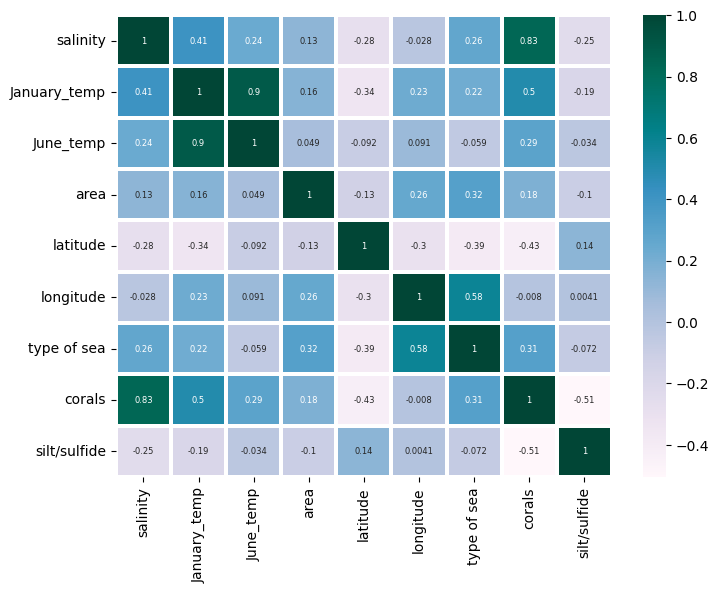 salinity 1 0.41 0.24 0.13 -0.28 -0.028 0.26 0.83 -0.25
January_temp 0.41 1 0.9 0.16 -0.34 0.23 0.22 0.5 -0.19
June_temp 0.24 0.9 1 0.049 -0.092 0.091 -0.059 0.29 -0.034
area 0.13 0.16 0.049 1 -0.13 0.26 0.32 0.18 -0.1
latitude -0.28 -0.34 -0.092 -0.13 1 -0.3 -0.39 -0.43 0.14
longitude -0.028 0.23 0.091 0.26 -0.3 1 0.58 -0.008 0.0041
type of sea 0.26 0.22 -0.059 0.32 -0.39 0.58 1 0.31 -0.072
corals 0.83 0.5 0.29 0.18 -0.43 -0.008 0.31 1 -0.51
silt/sulfide -0.25 -0.19 -0.034 -0.1 0.14 0.0041 -0.072 -0.51 1
salinity
January_temp
June_temp
area
latitude
longitude
type of sea
corals
silt/sulfide
1.0
0.8
0.6
0.4
0.2
0.0
−0.2
−0.4